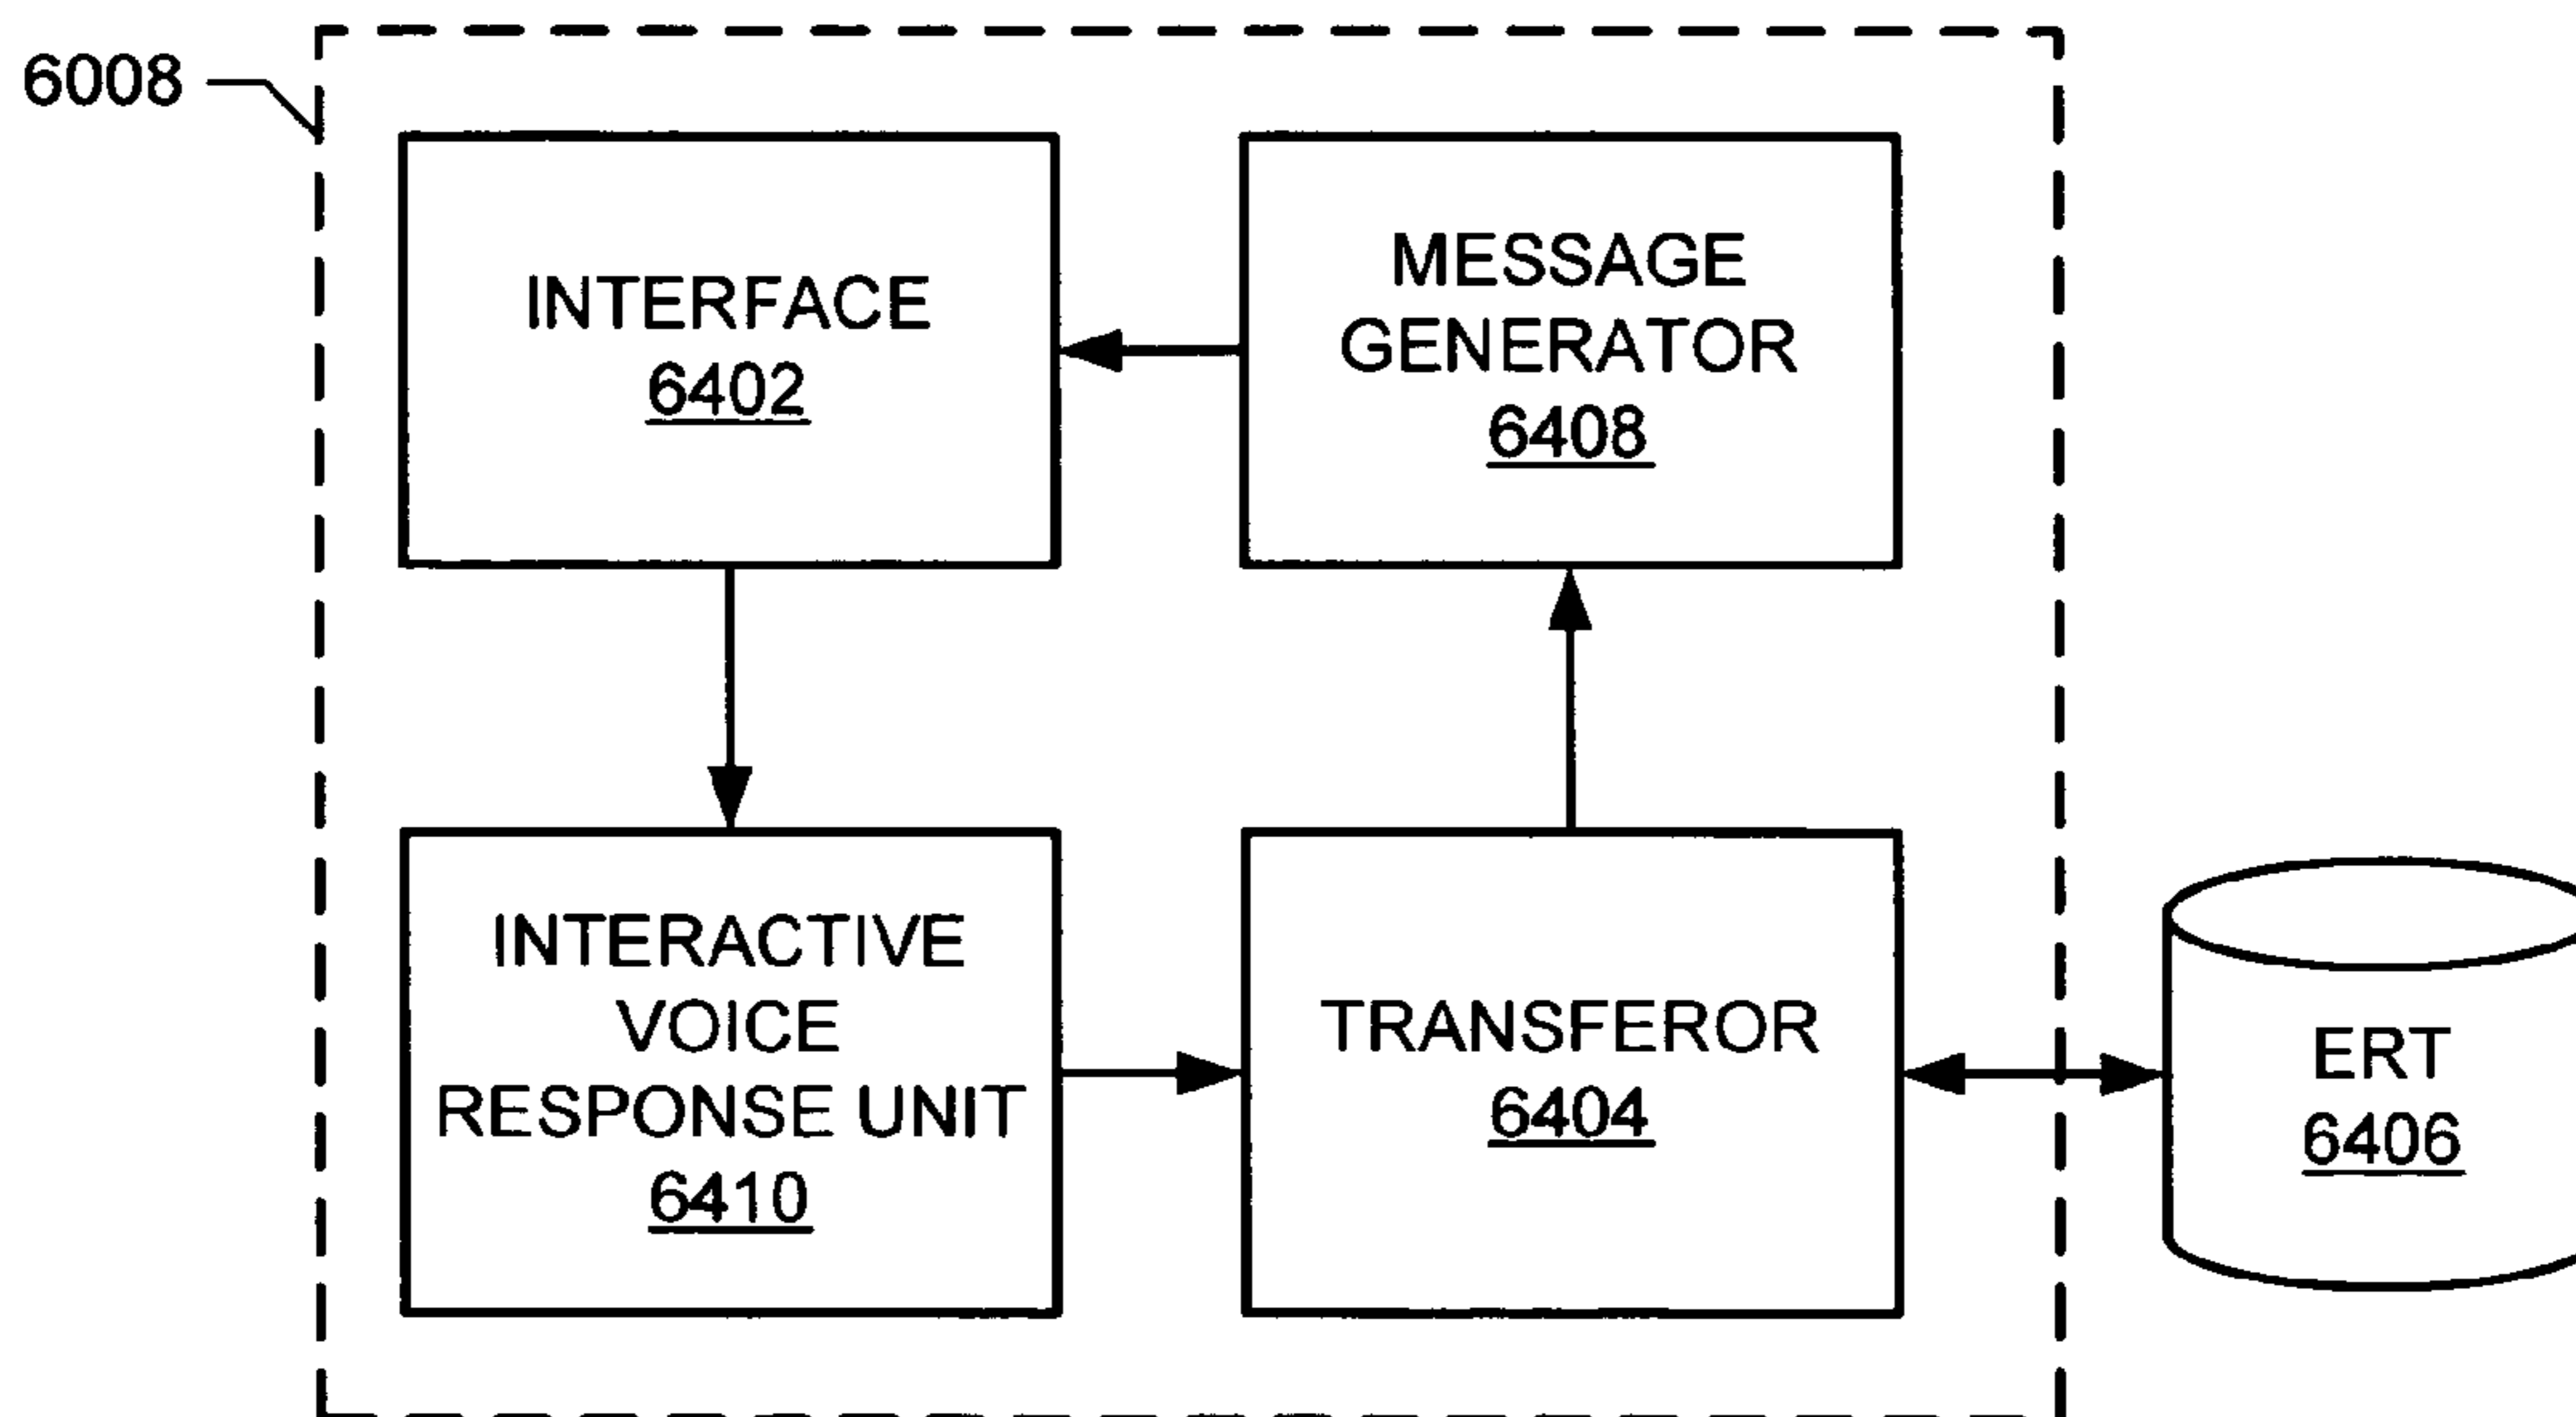 6008
INTERFACE
6402
MESSAGE
GENERATOR
6408
INTERACTIVE
VOICE
RESPONSE UNIT
6410
TRANSFEROR
6404
ERT
6406